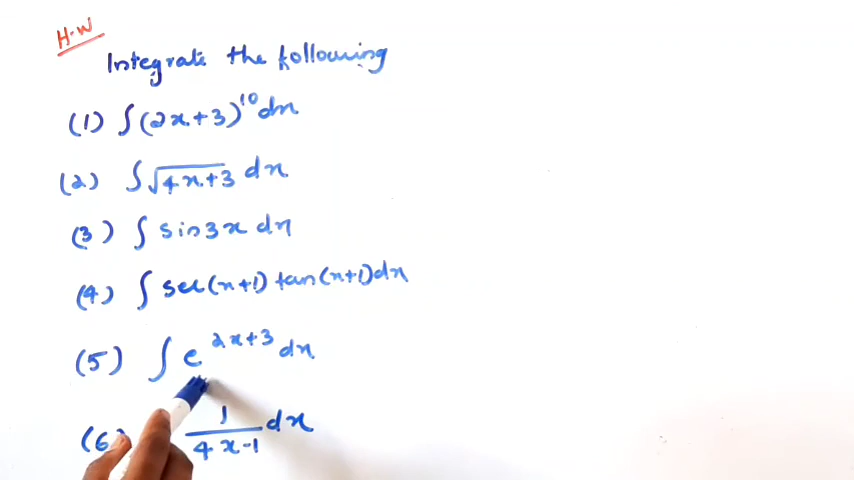 H.W
Integrate the following
(1) ∫(2x+3)^10 dx
(2) ∫√4x+3 dx
(3) ∫ sin3x dx
(4) ∫ sec(x+1) tan(x+1)dx
(5) ∫ e^2x+3 dx
(6) 1/4x-1 dx